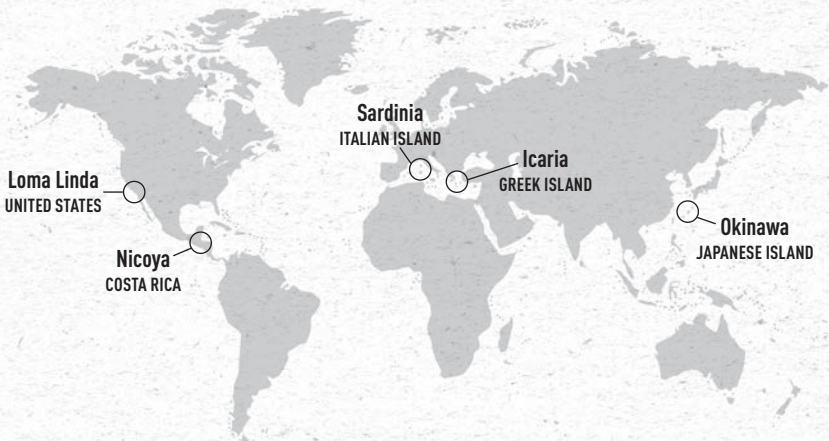 Sardinia
ITALIAN ISLAND
Icaria
GREEK ISLAND
Loma Linda
UNITED STATES
Okinawa
JAPANESE ISLAND
Nicoya
COSTA RICA